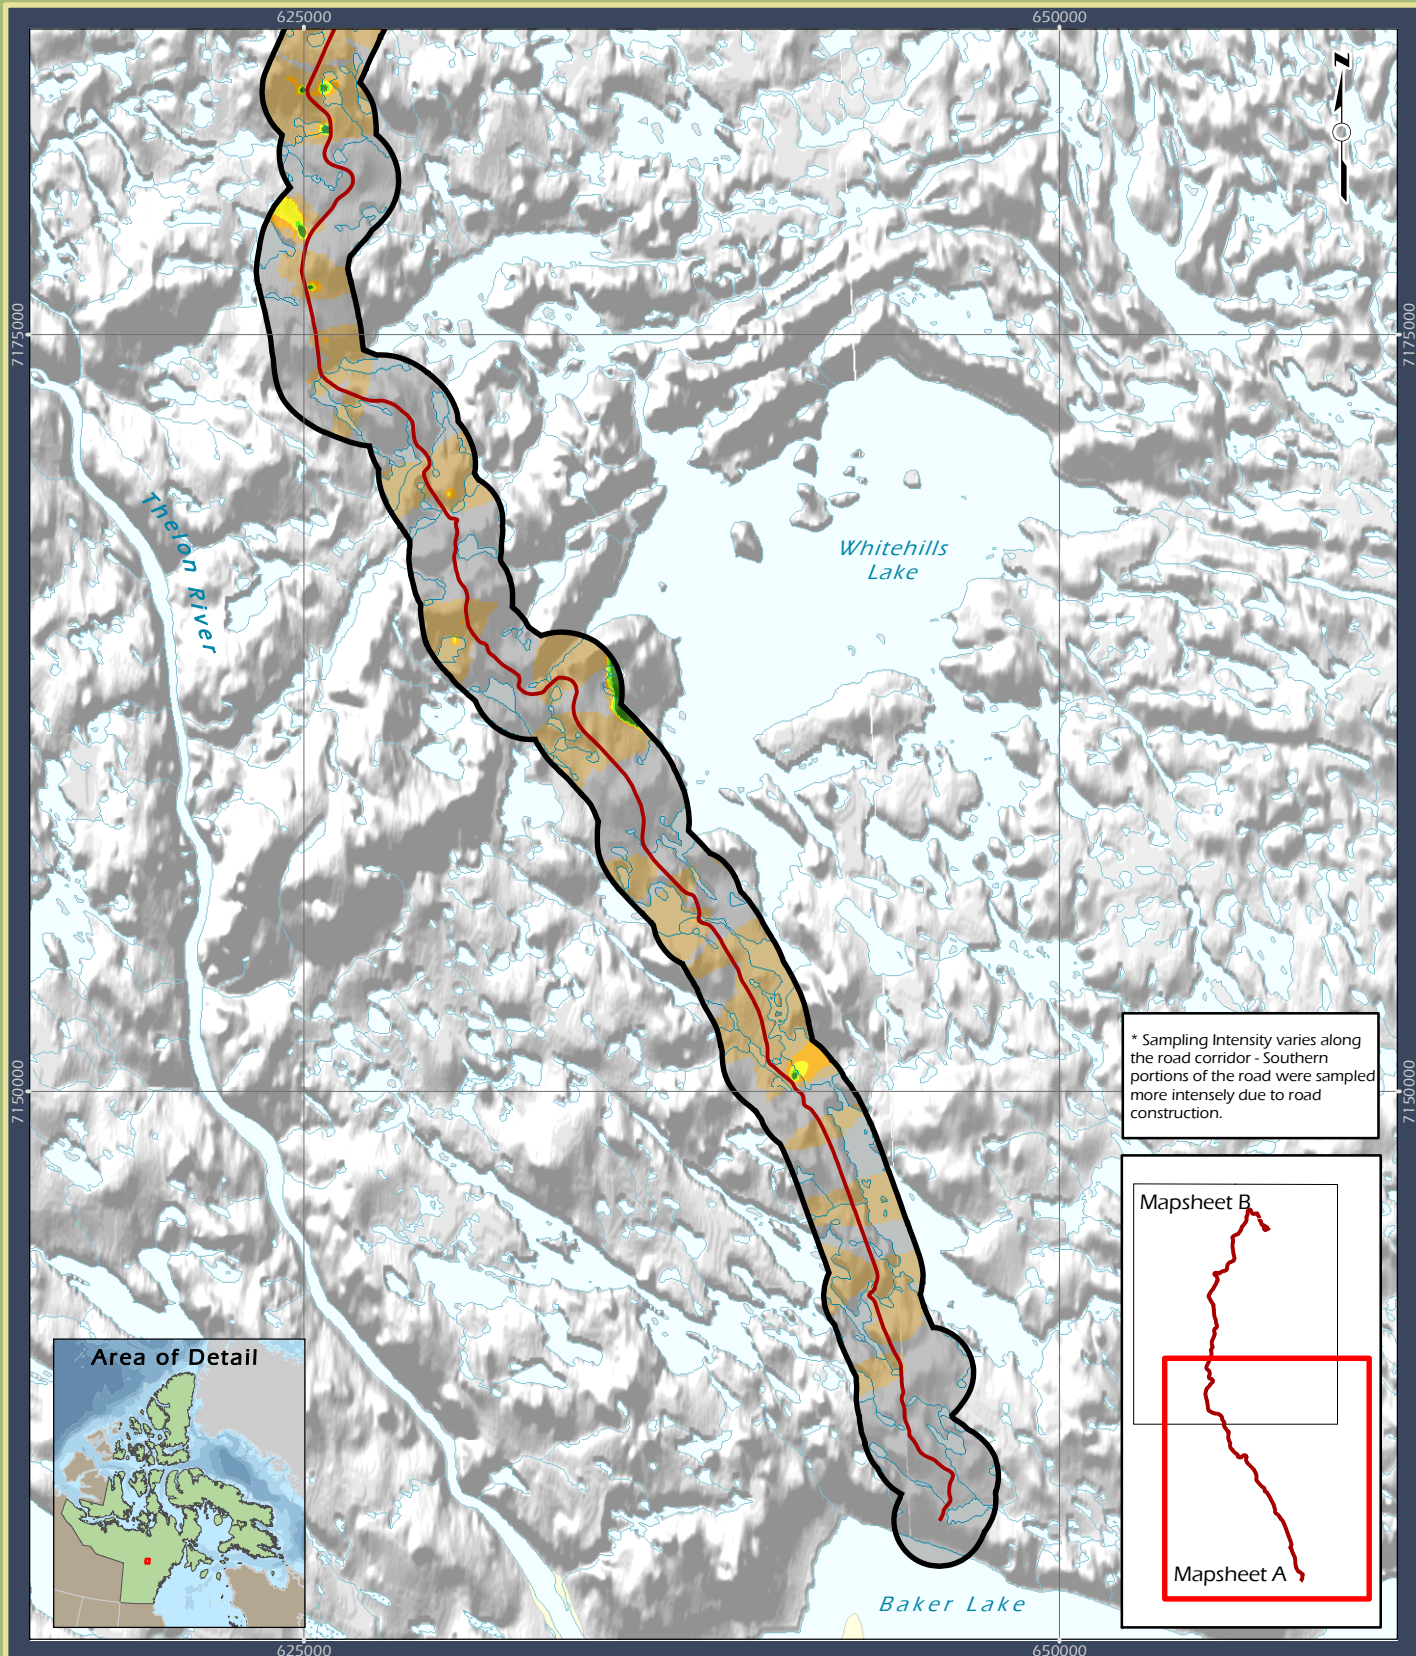 625000
650000
N
7175000
7175000
Thelon River
Whitehills
Lake
* Sampling Intensity varies along
the road corridor - Southern
portions of the road were sampled
more intensely due to road
construction.
7150000
7150000
Mapsheet B
Area of Detail
Mapsheet A
Baker Lake
625000
650000